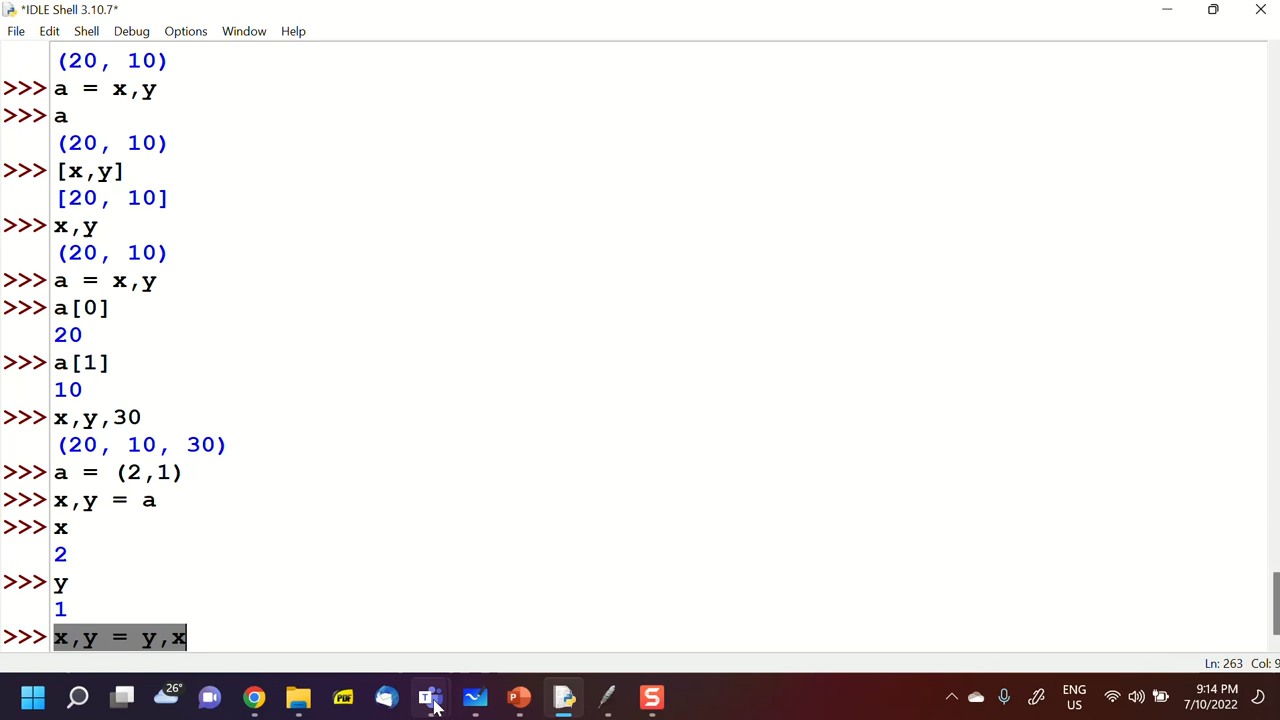 *IDLE Shell 3.10.7*
File Edit Shell Debug Options Window Help
(20, 10)
>>> a = x,y
>>> a
(20, 10)
>>> [x,y]
[20, 10]
>>> x,y
(20, 10)
>>> a = x,y
>>> a[0]
20
>>> a[1]
10
>>> x,y,30
(20, 10, 30)
>>> a = (2,1)
>>> x,y = a
>>> x
2
>>> y
1
>>> x,y = y,x
Ln: 263 Col: 9
26°
PDF
T
P
S
ENG
US
9:14 PM
7/10/2022